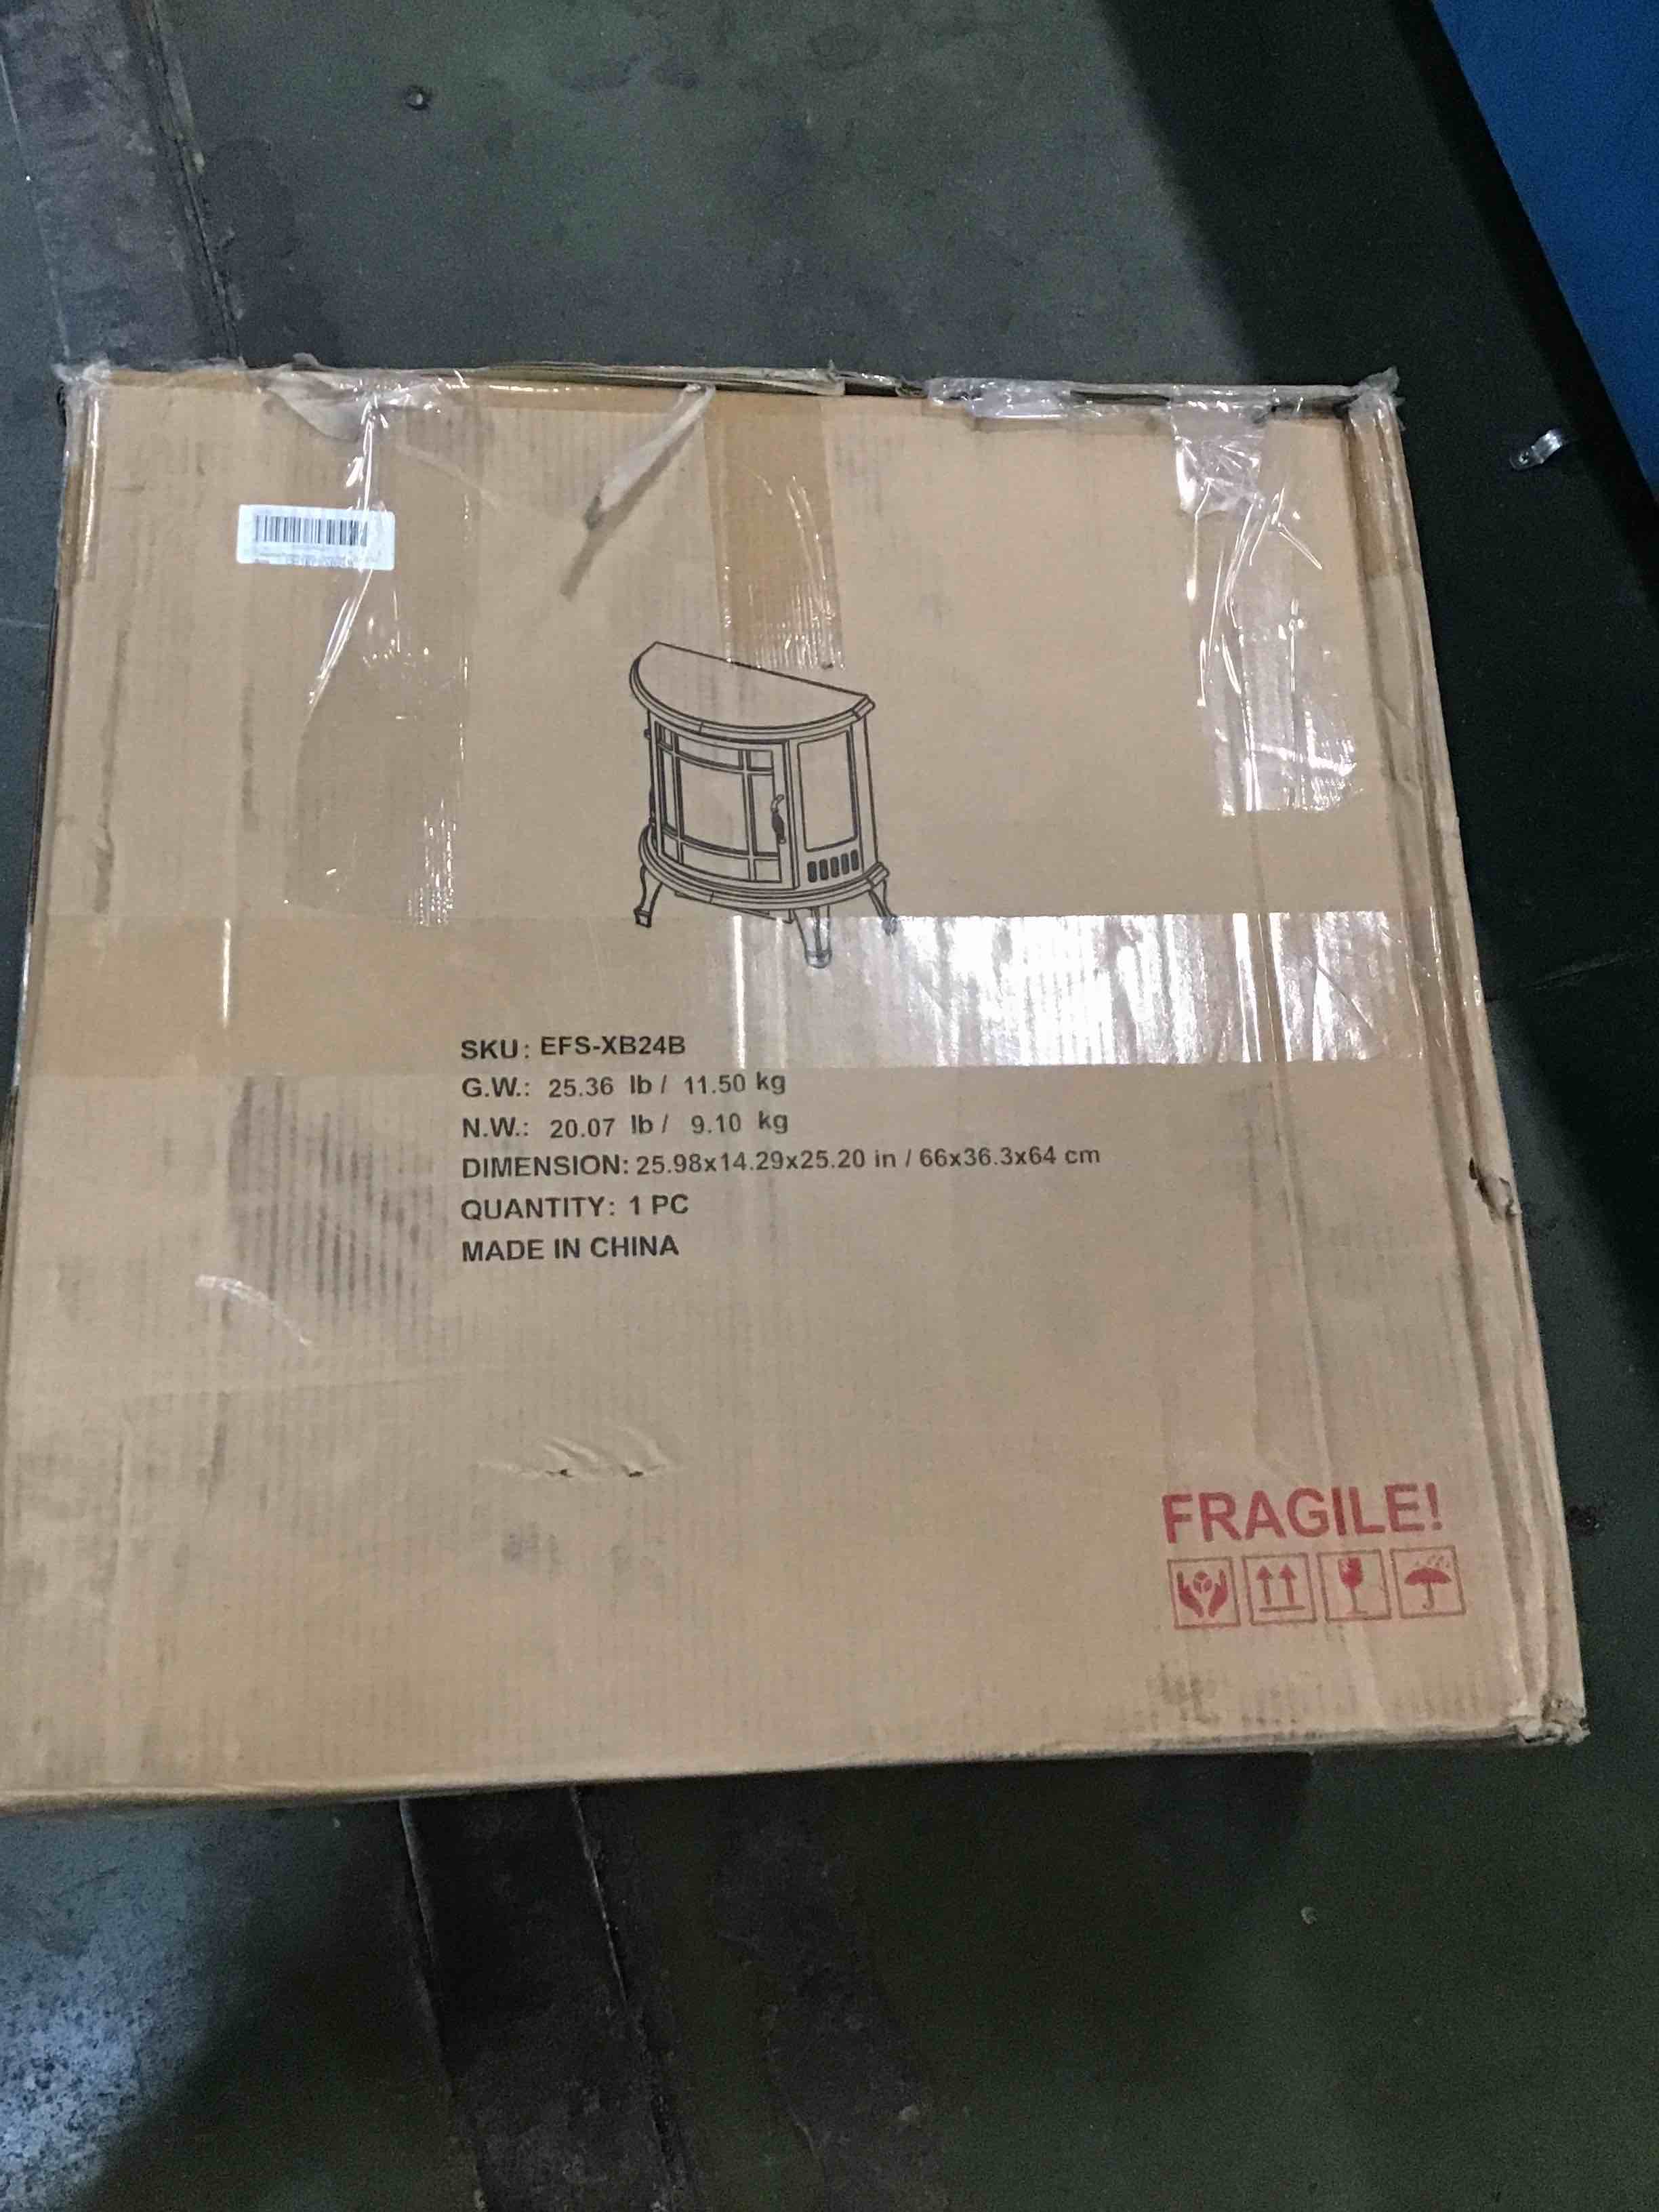 SKU: EFS-XB24B
G.W.: 25.36 lb / 11.50 kg
N.W.: 20.07 lb / 9.10 kg
DIMENSION: 25.98x14.29x25.20 in / 66x36.3x64 cm
QUANTITY: 1 PC
MADE IN CHINA
FRAGILE!